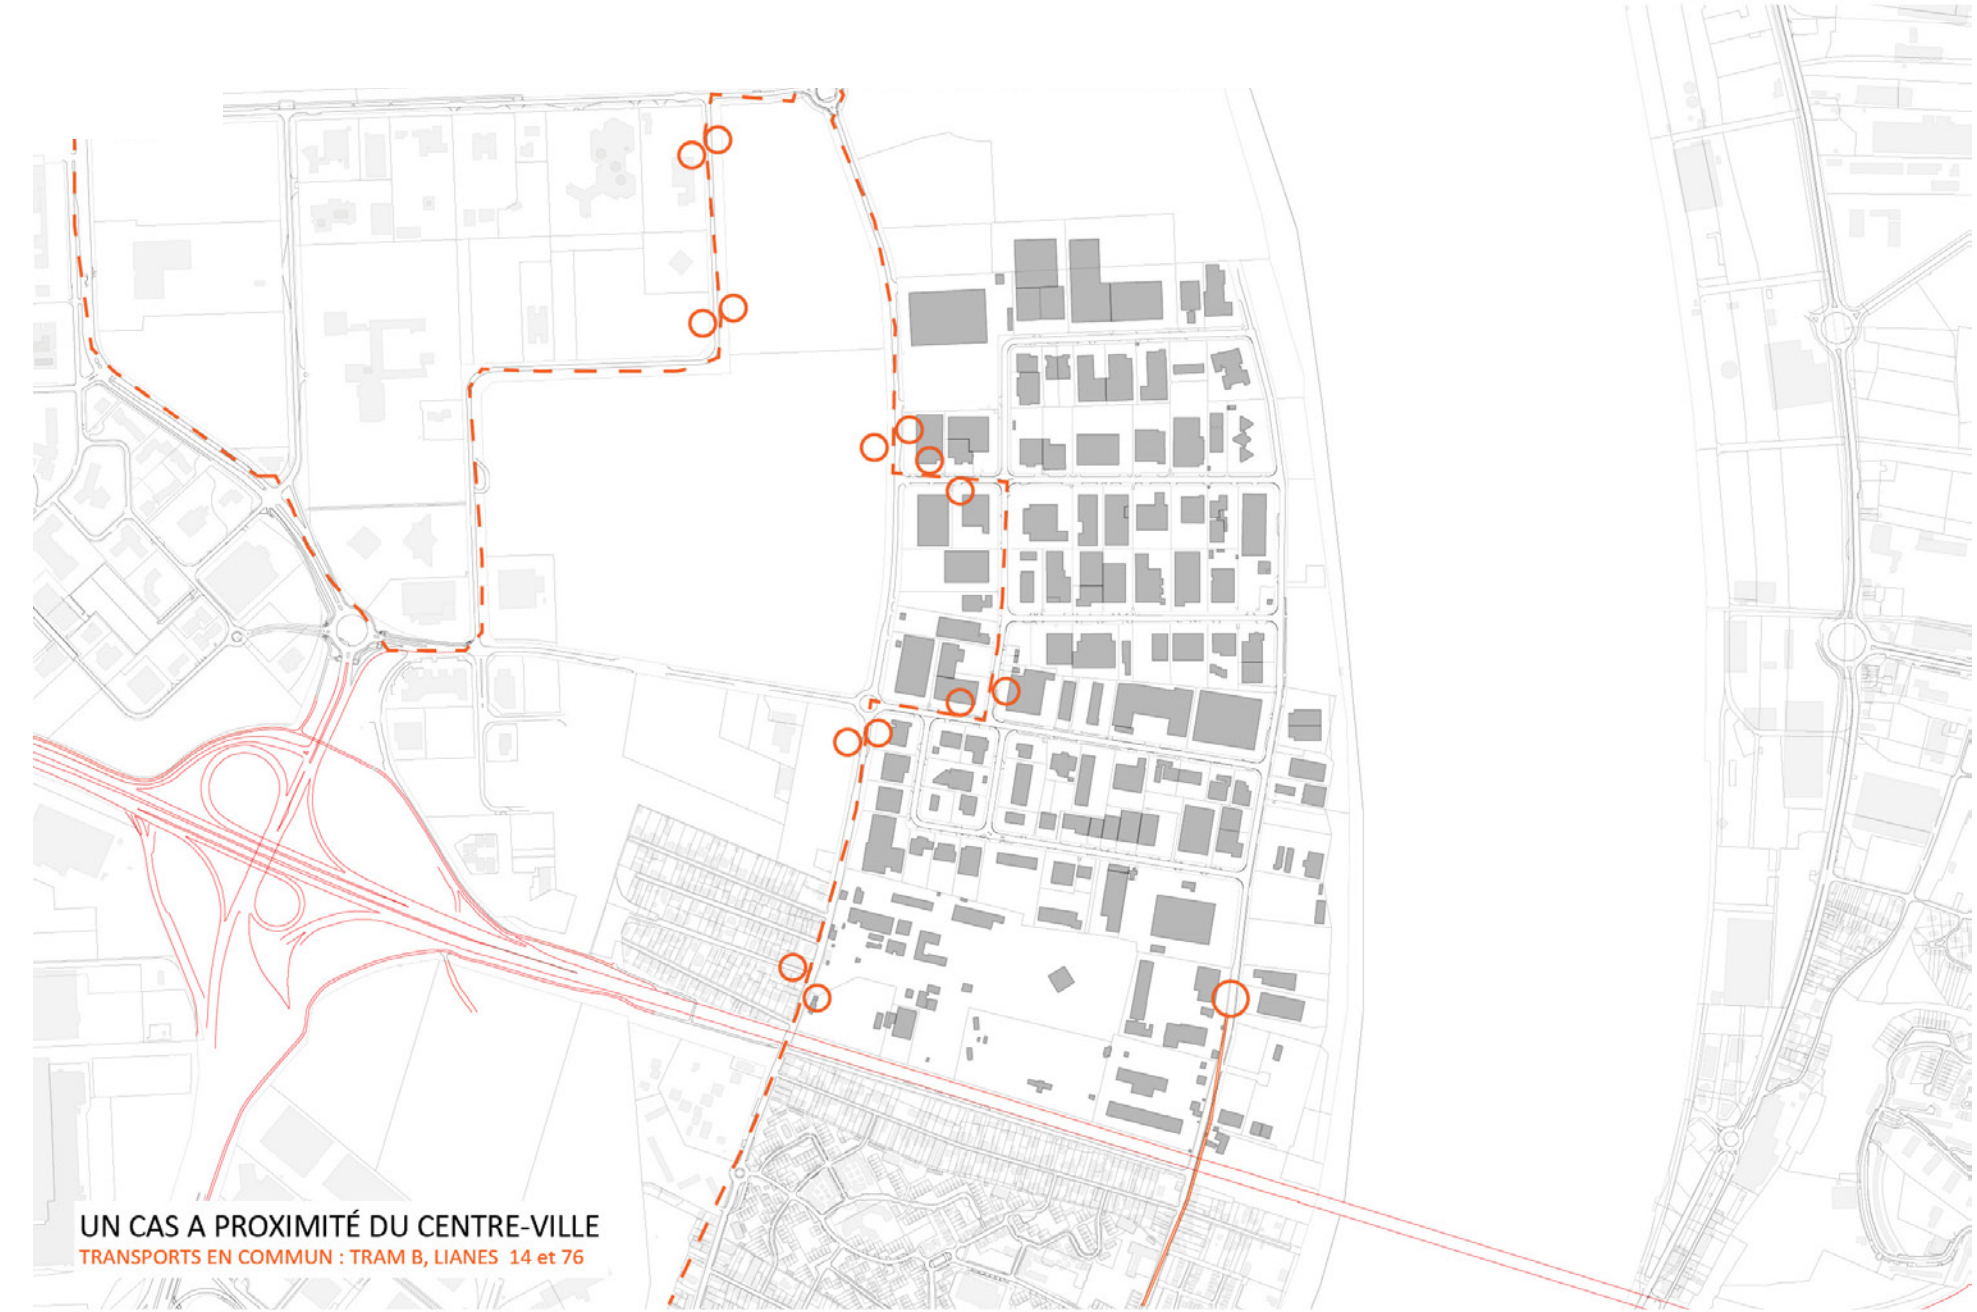 UN CAS A PROXIMITÉ DU CENTRE-VILLE
TRANSPORTS EN COMMUN : TRAM B, LIANES 14 et 76